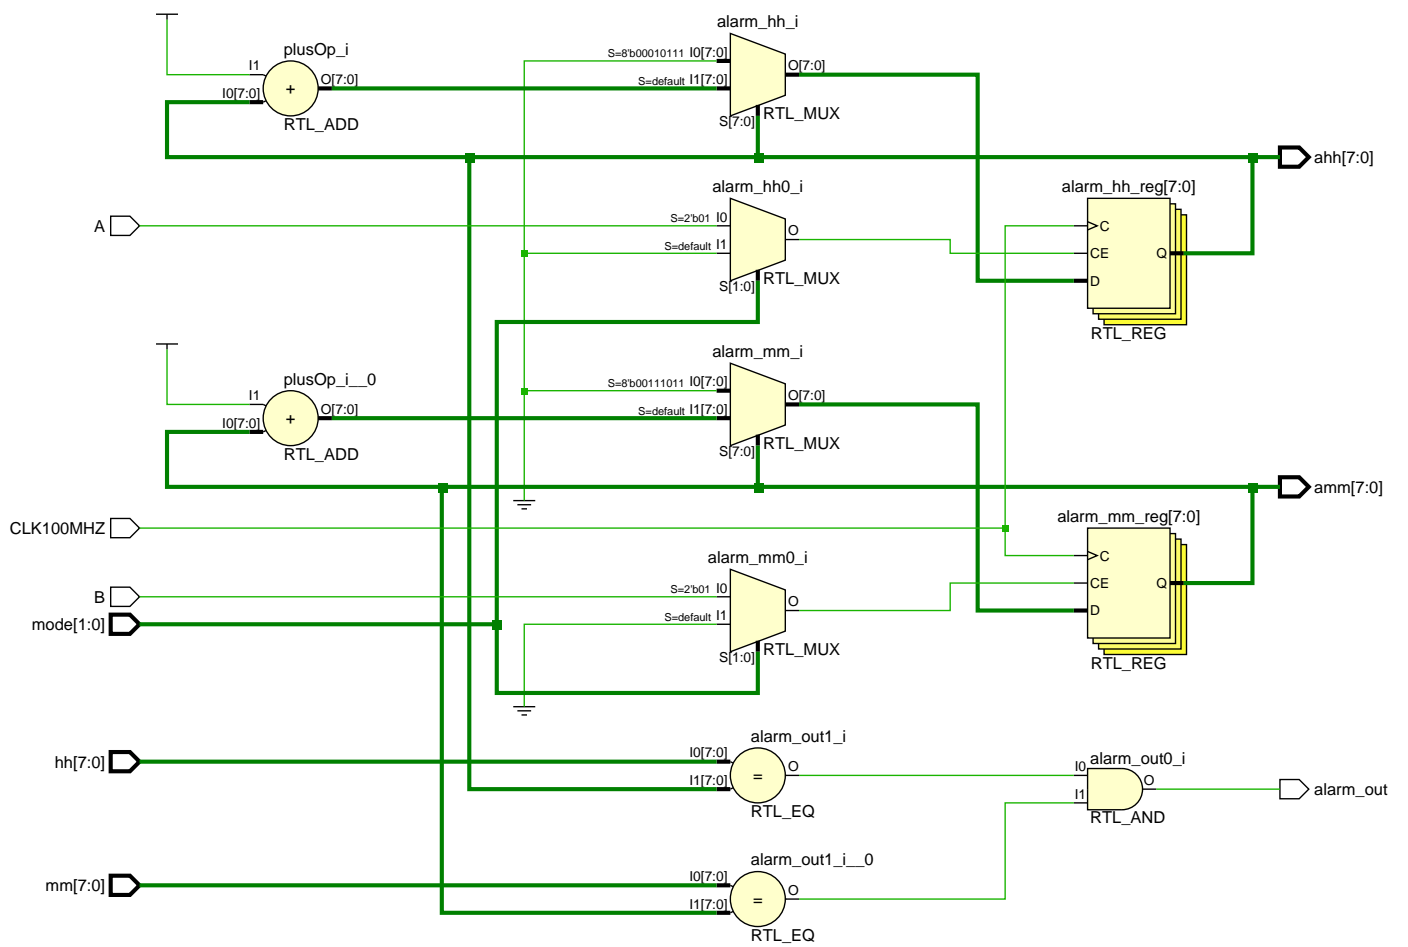 alarm_hh_i
plusOp_i
S=8'b00010111 I0[7:0]
O[7:0]
I1
O[7:0]
S=default I1[7:0]
I0[7:0]
+
RTL_ADD
RTL_MUX
S[7:0]
ahh[7:0]
alarm_hh0_i
alarm_hh_reg[7:0]
A
S=2'b01 I0
C
O
S=default I1
CE
Q
RTL_MUX
S[1:0]
D
RTL_REG
alarm_mm_i
plusOp_i__0
S=8'b00111011 I0[7:0]
O[7:0]
I1
O[7:0]
S=default I1[7:0]
I0[7:0]
+
RTL_ADD
RTL_MUX
S[7:0]
amm[7:0]
alarm_mm_reg[7:0]
CLK100MHZ
alarm_mm0_i
C
B
S=2'b01 I0
CE
Q
O
mode[1:0]
S=default I1
D
RTL_MUX
S[1:0]
RTL_REG
alarm_out1_i
hh[7:0]
I0[7:0]
O
I1[7:0]
=
RTL_EQ
alarm_out0_i
I0
O
I1
alarm_out
RTL_AND
alarm_out1_i__0
mm[7:0]
I0[7:0]
O
I1[7:0]
=
RTL_EQ